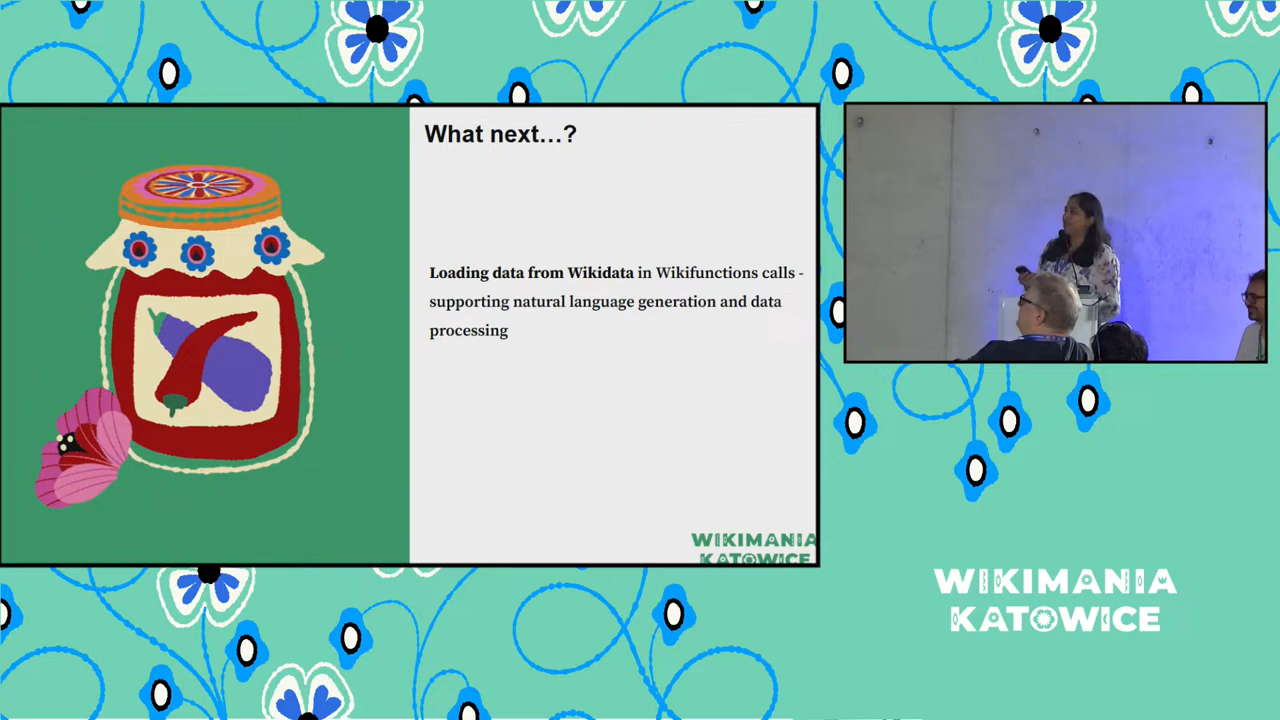 What next...?
Loading data from Wikidata in Wikifunctions calls -
supporting natural language generation and data
processing
WIKIMANIA
KATOWICE
WIKIMANIA
KATOWICE